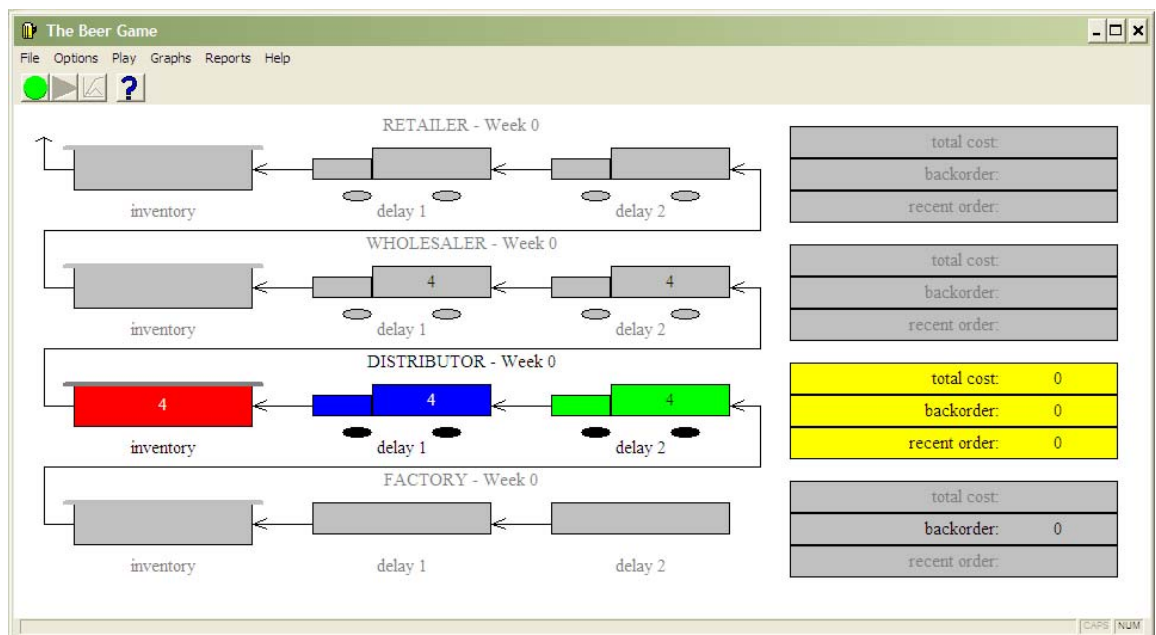 The Beer Game
File Options Play Graphs Reports Help
?
RETAILER - Week 0
total cost:
backorder:
recent order:
inventory delay 1 delay 2
WHOLESALER - Week 0
total cost:
4 4
backorder:
recent order:
inventory delay 1 delay 2
DISTRIBUTOR - Week 0
total cost: 0
4 4 4
backorder: 0
recent order: 0
inventory delay 1 delay 2
FACTORY - Week 0
total cost:
backorder: 0
recent order:
inventory delay 1 delay 2
CAPS NUM